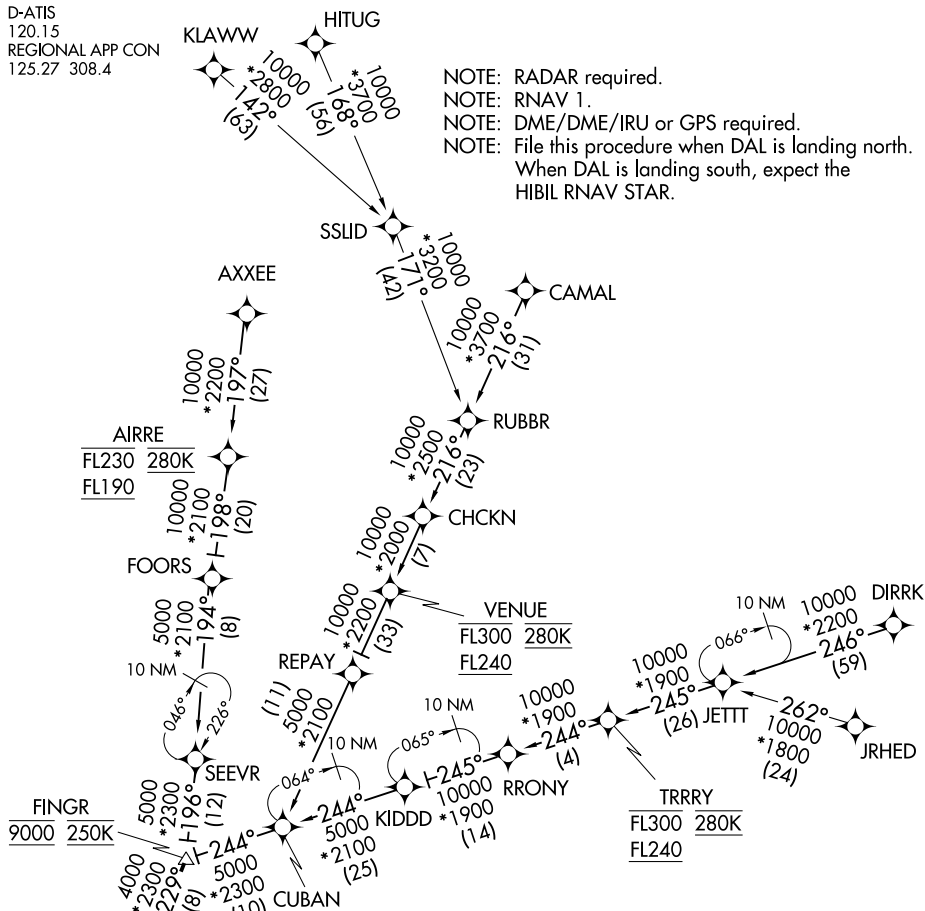 D-ATIS
120.15
REGIONAL APP CON
125.27 308.4
KLAWW
HITUG
10000
*2800
142°
(63)
10000
*3700
168°
(56)
NOTE: RADAR required.
NOTE: RNAV 1.
NOTE: DME/DME/IRU or GPS required.
NOTE: File this procedure when DAL is landing north.
When DAL is landing south, expect the
HIBIL RNAV STAR.
SSLID
10000
*3200
171°
(42)
AXXEE
CAMAL
10000
*3700
216°
(31)
10000
*2200
197°
(27)
RUBBR
AIRRE
FL230 280K
FL190
10000
*2500
216°
(23)
10000
*2100
198°
(20)
CHCKN
10000
*2000
(7)
FOORS
VENUE
FL300 280K
FL240
5000
*2100
194°
(8)
10000
*2200
(33)
REPAY
10 NM
046°
226°
SEEVR
(11)
5000
*2100
10 NM
066°
10000
*2200
246°
(59)
DIRRK
JETTT
10000
*1900
245°
(26)
262°
10000
*1800
(24)
JRHED
10000
*1900
244°
(4)
TRRRY
FL300 280K
FL240
RRONY
10 NM
065°
245°
10000
*1900
(14)
KIDDD
10 NM
064°
244°
5000
*2100
(25)
CUBAN
5000
*2300
196°
(12)
FINGR
9000 250K
244°
5000
*2300
(10)
4000
*2300
229°
(8)